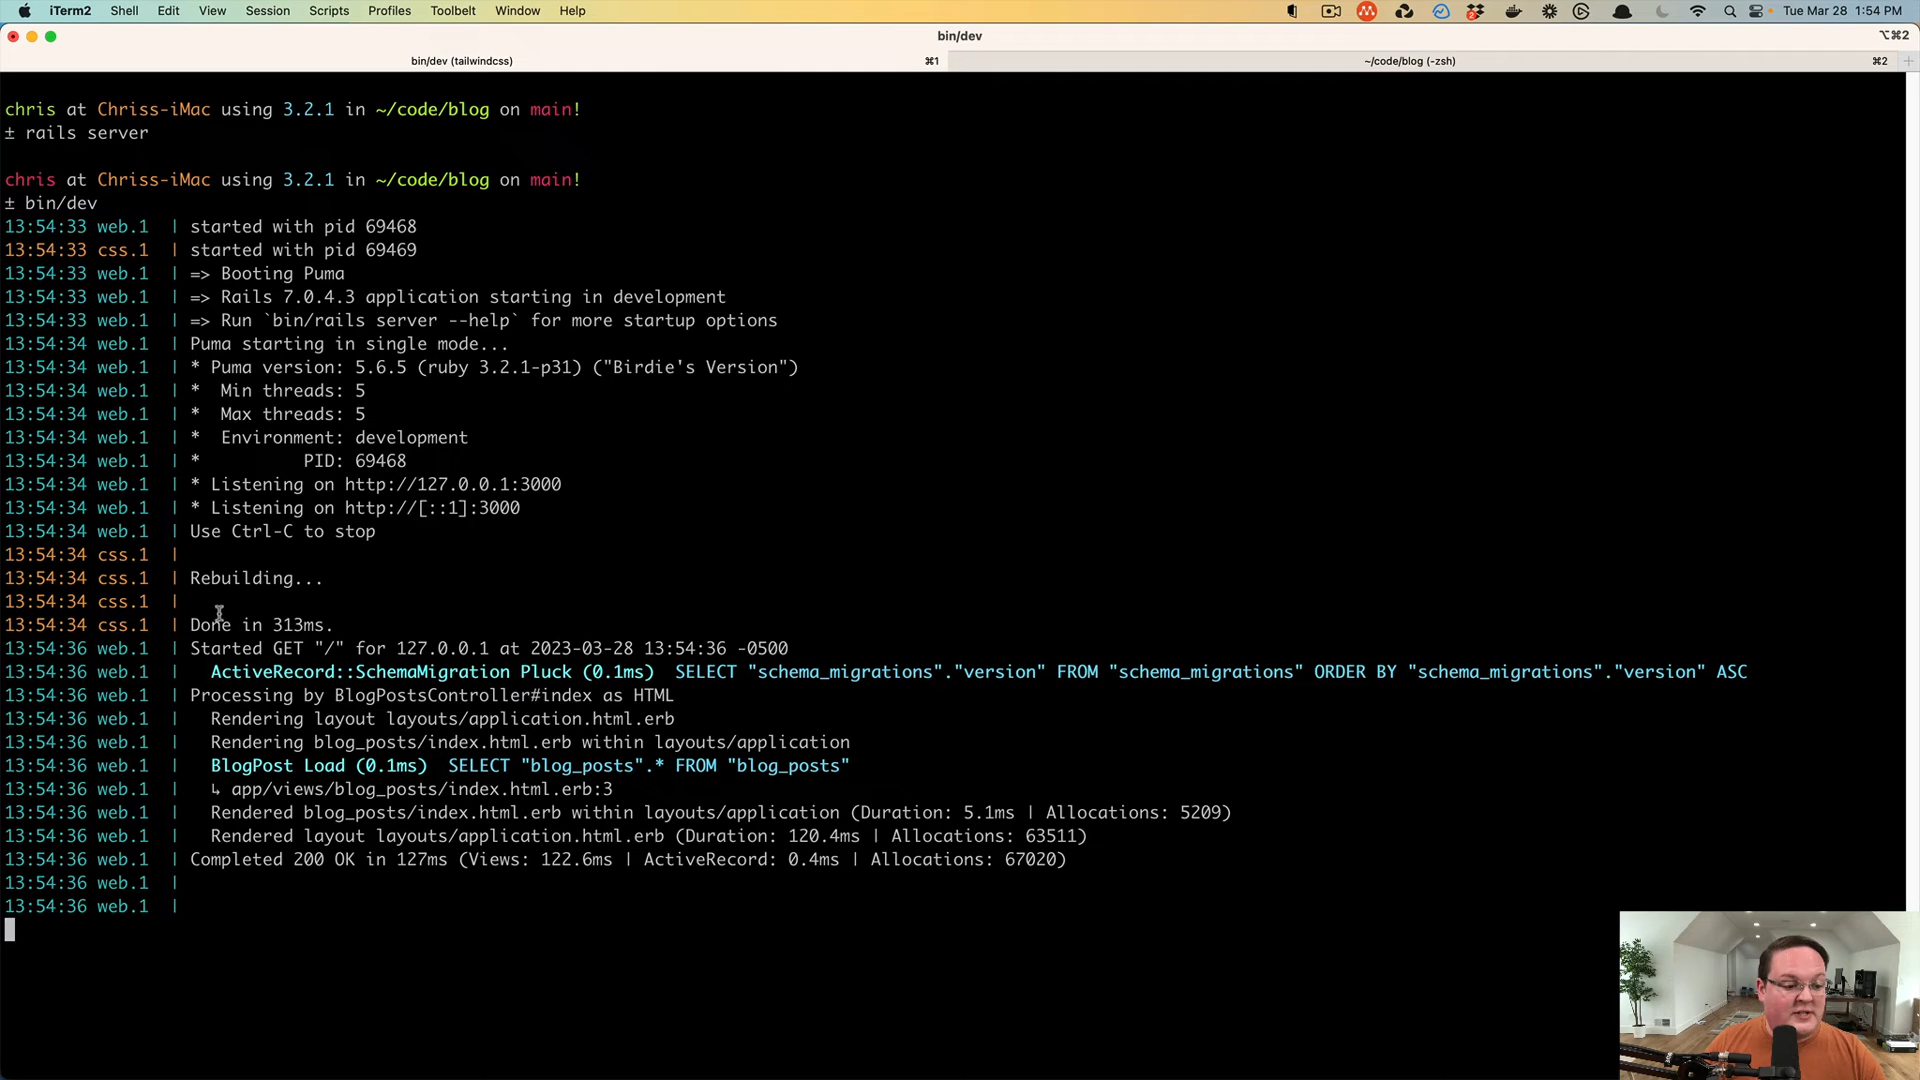 iTerm2 Shell Edit View Session Scripts Profiles Toolbelt Window Help Tue Mar 28 1:54 PM
bin/dev ⌥⌘2
bin/dev (tailwindcss) ⌘1 ~/code/blog (-zsh) ⌘2
chris at Chriss-iMac using 3.2.1 in ~/code/blog on main!
± rails server
chris at Chriss-iMac using 3.2.1 in ~/code/blog on main!
± bin/dev
13:54:33 web.1 | started with pid 69468
13:54:33 css.1 | started with pid 69469
13:54:33 web.1 | => Booting Puma
13:54:33 web.1 | => Rails 7.0.4.3 application starting in development
13:54:33 web.1 | => Run `bin/rails server --help` for more startup options
13:54:34 web.1 | Puma starting in single mode...
13:54:34 web.1 | * Puma version: 5.6.5 (ruby 3.2.1-p31) ("Birdie's Version")
13:54:34 web.1 | * Min threads: 5
13:54:34 web.1 | * Max threads: 5
13:54:34 web.1 | * Environment: development
13:54:34 web.1 | * PID: 69468
13:54:34 web.1 | * Listening on http://127.0.0.1:3000
13:54:34 web.1 | * Listening on http://[::1]:3000
13:54:34 web.1 | Use Ctrl-C to stop
13:54:34 css.1 |
13:54:34 css.1 | Rebuilding...
13:54:34 css.1 |
13:54:34 css.1 | Done in 313ms.
13:54:36 web.1 | Started GET "/" for 127.0.0.1 at 2023-03-28 13:54:36 -0500
13:54:36 web.1 | ActiveRecord::SchemaMigration Pluck (0.1ms) SELECT "schema_migrations"."version" FROM "schema_migrations" ORDER BY "schema_migrations"."version" ASC
13:54:36 web.1 | Processing by BlogPostsController#index as HTML
13:54:36 web.1 | Rendering layout layouts/application.html.erb
13:54:36 web.1 | Rendering blog_posts/index.html.erb within layouts/application
13:54:36 web.1 | BlogPost Load (0.1ms) SELECT "blog_posts".* FROM "blog_posts"
13:54:36 web.1 | ↳ app/views/blog_posts/index.html.erb:3
13:54:36 web.1 | Rendered blog_posts/index.html.erb within layouts/application (Duration: 5.1ms | Allocations: 5209)
13:54:36 web.1 | Rendered layout layouts/application.html.erb (Duration: 120.4ms | Allocations: 63511)
13:54:36 web.1 | Completed 200 OK in 127ms (Views: 122.6ms | ActiveRecord: 0.4ms | Allocations: 67020)
13:54:36 web.1 |
13:54:36 web.1 |